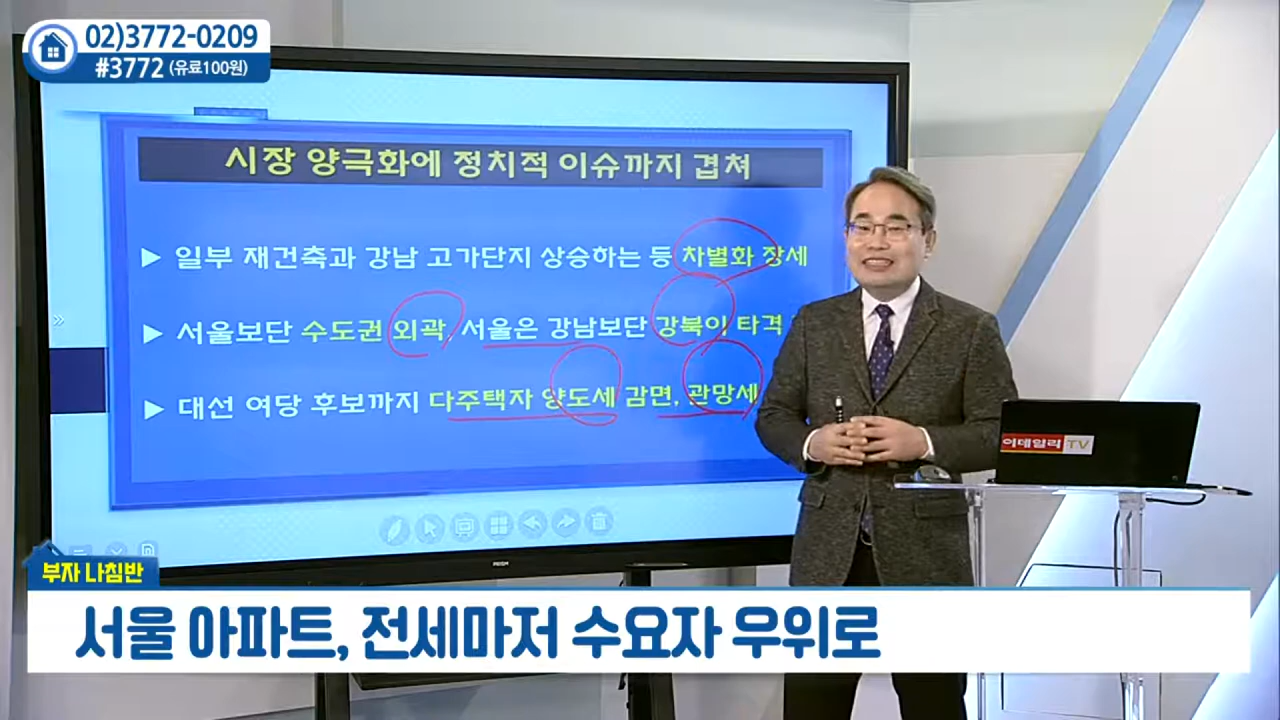 02)3772-0209
#3772 (유료100원)
시장 양극화에 정치적 이슈까지 겹쳐
▶ 일부 재건축과 강남 고가단지 상승하는 등 차별화 장세
▶ 서울보단 수도권 외곽, 서울은 강남보단 강북이 타격
▶ 대선 여당 후보까지 다주택자 양도세 감면, 관망세
이데일리 TV
부자 나침반
서울 아파트, 전세마저 수요자 우위로